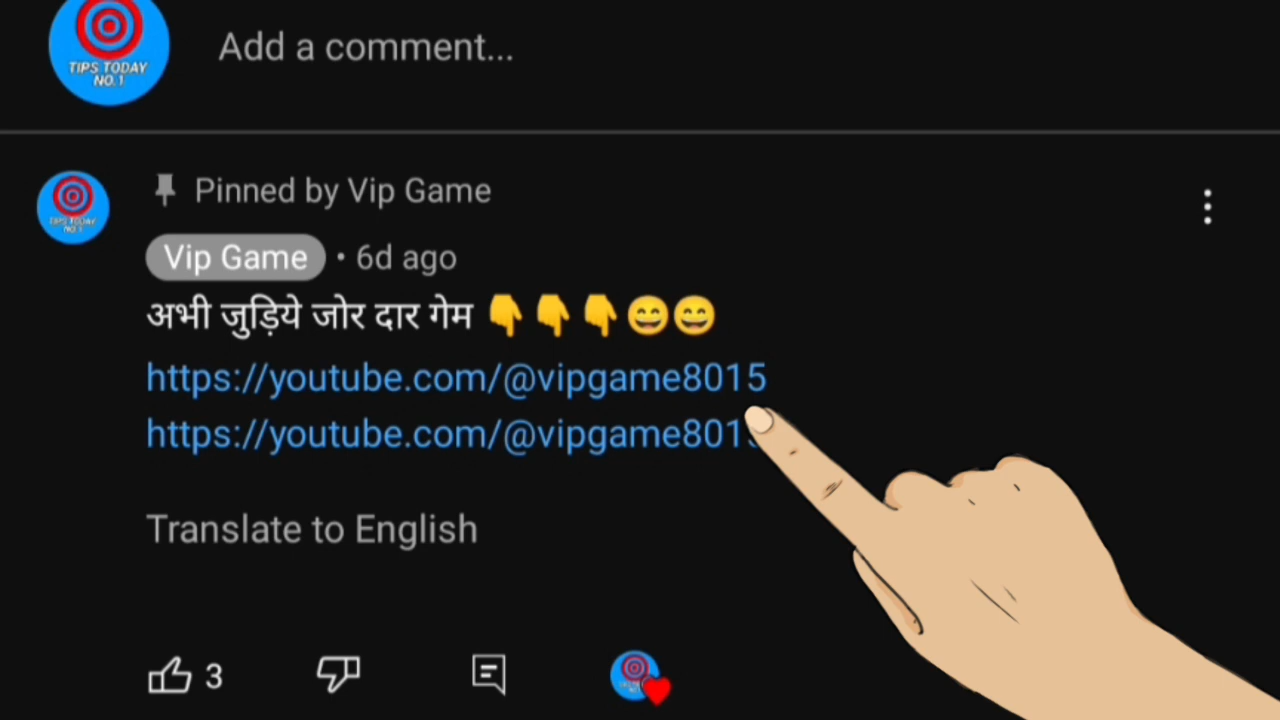 TIPS TODAY
NO.1
Add a comment...
Pinned by Vip Game
Vip Game • 6d ago
अभी जुड़िये जोर दार गेम 👇👇👇😄😄
https://youtube.com/@vipgame8015
https://youtube.com/@vipgame801
Translate to English
3